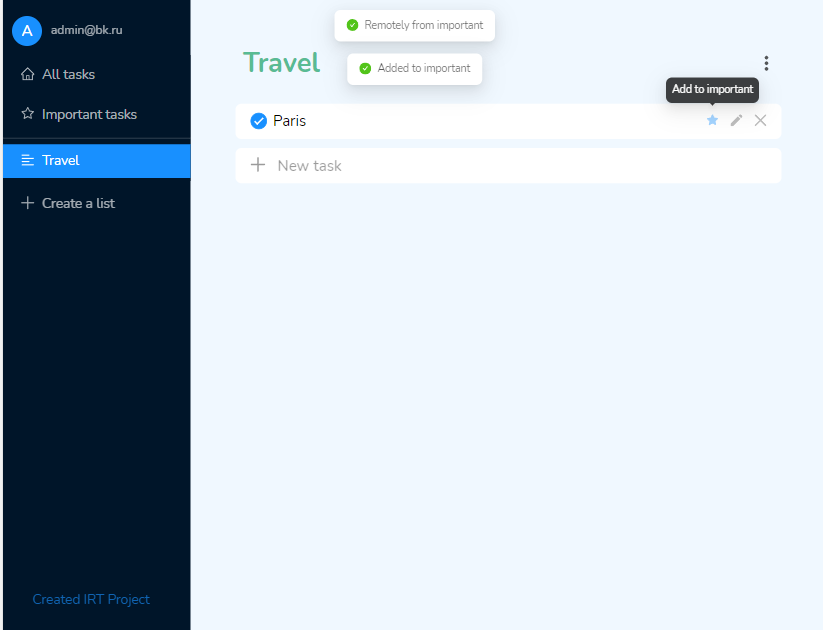 A
admin@bk.ru
All tasks
Important tasks
Travel
Create a list
Created IRT Project
Remotely from important
Added to important
Travel
Add to important
Paris
New task